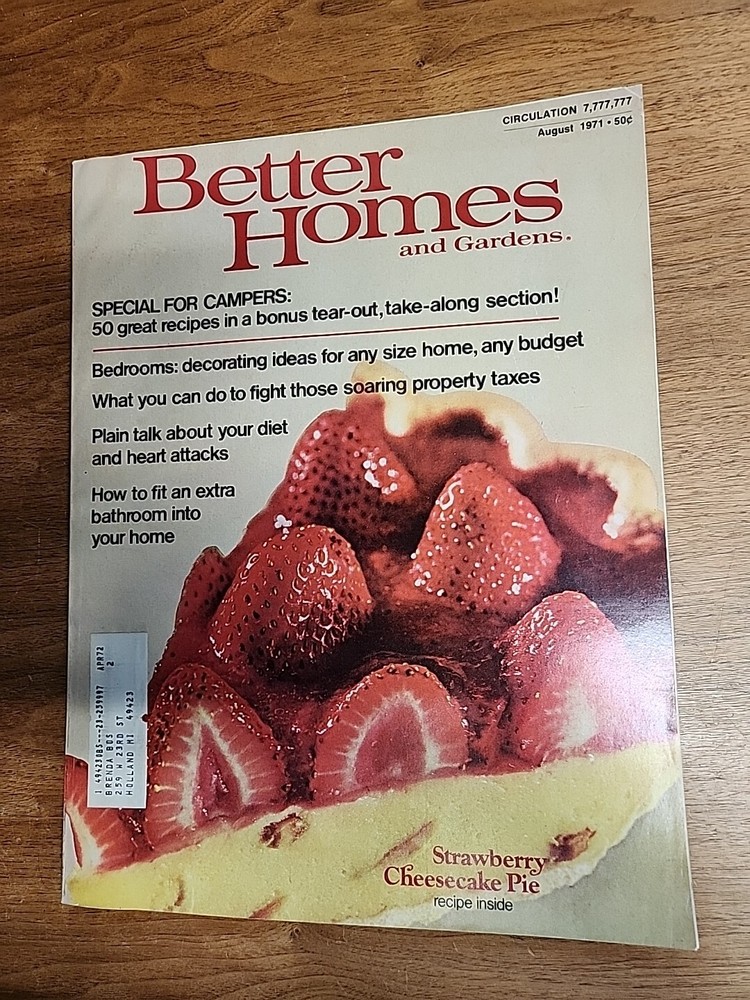 CIRCULATION 7,777,777
August 1971 • 50¢
Better
Homes
and Gardens.
SPECIAL FOR CAMPERS:
50 great recipes in a bonus tear-out, take-along section!
Bedrooms: decorating ideas for any size home, any budget
What you can do to fight those soaring property taxes
Plain talk about your diet
and heart attacks
How to fit an extra
bathroom into
your home
APR72
2
BRENDA BOS
259 W 23RD ST
HOLLAND MI 49423
Strawberry
Cheesecake Pie
recipe inside